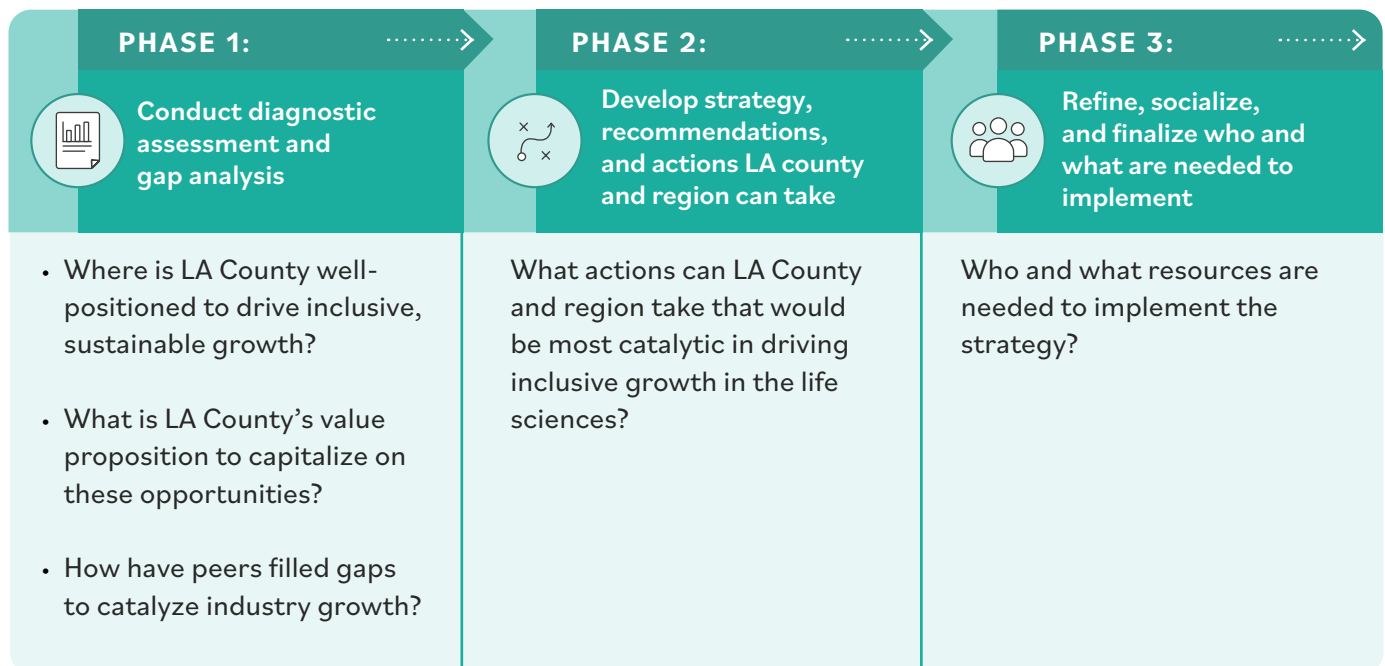 PHASE 1:
Conduct diagnostic
assessment and
gap analysis
• Where is LA County well-
positioned to drive inclusive,
sustainable growth?
• What is LA County’s value
proposition to capitalize on
these opportunities?
• How have peers filled gaps
to catalyze industry growth?
PHASE 2:
Develop strategy,
recommendations,
and actions LA county
and region can take
What actions can LA County
and region take that would
be most catalytic in driving
inclusive growth in the life
sciences?
PHASE 3:
Refine, socialize,
and finalize who and
what are needed to
implement
Who and what resources are
needed to implement the
strategy?